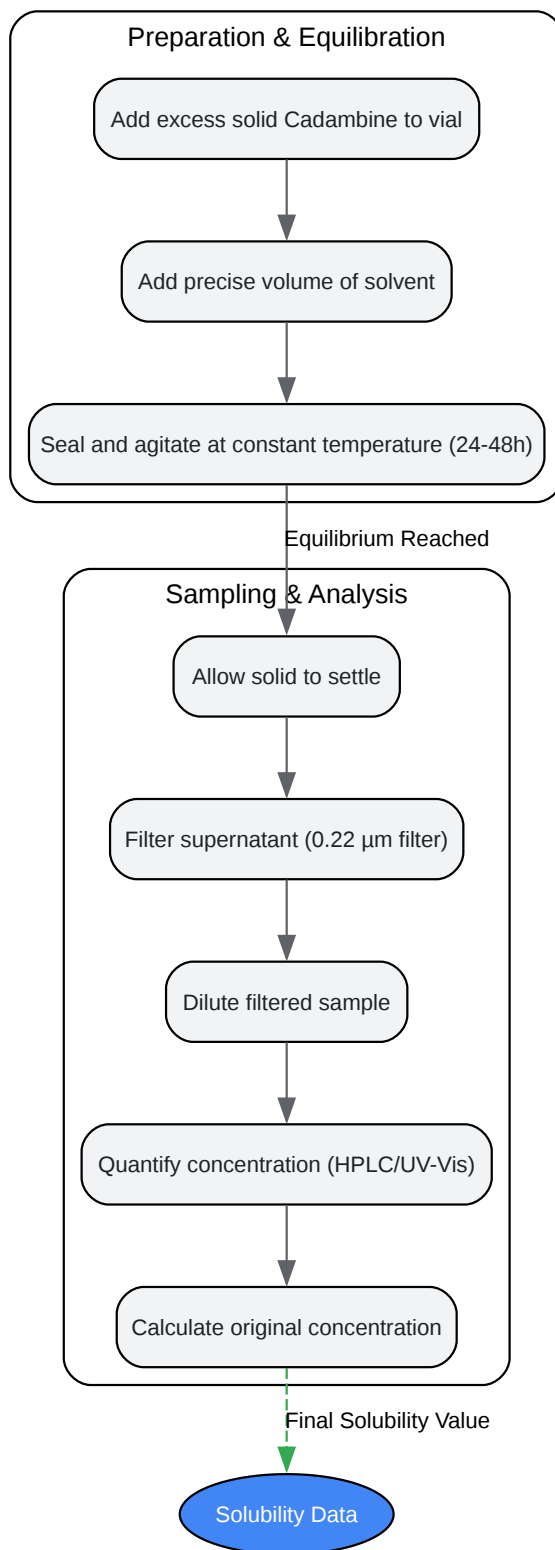 Preparation & Equilibration
Add excess solid Cadambine to vial
Add precise volume of solvent
Seal and agitate at constant temperature (24-48h)
Equilibrium Reached
Sampling & Analysis
Allow solid to settle
Filter supernatant (0.22 µm filter)
Dilute filtered sample
Quantify concentration (HPLC/UV-Vis)
Calculate original concentration
Final Solubility Value
Solubility Data